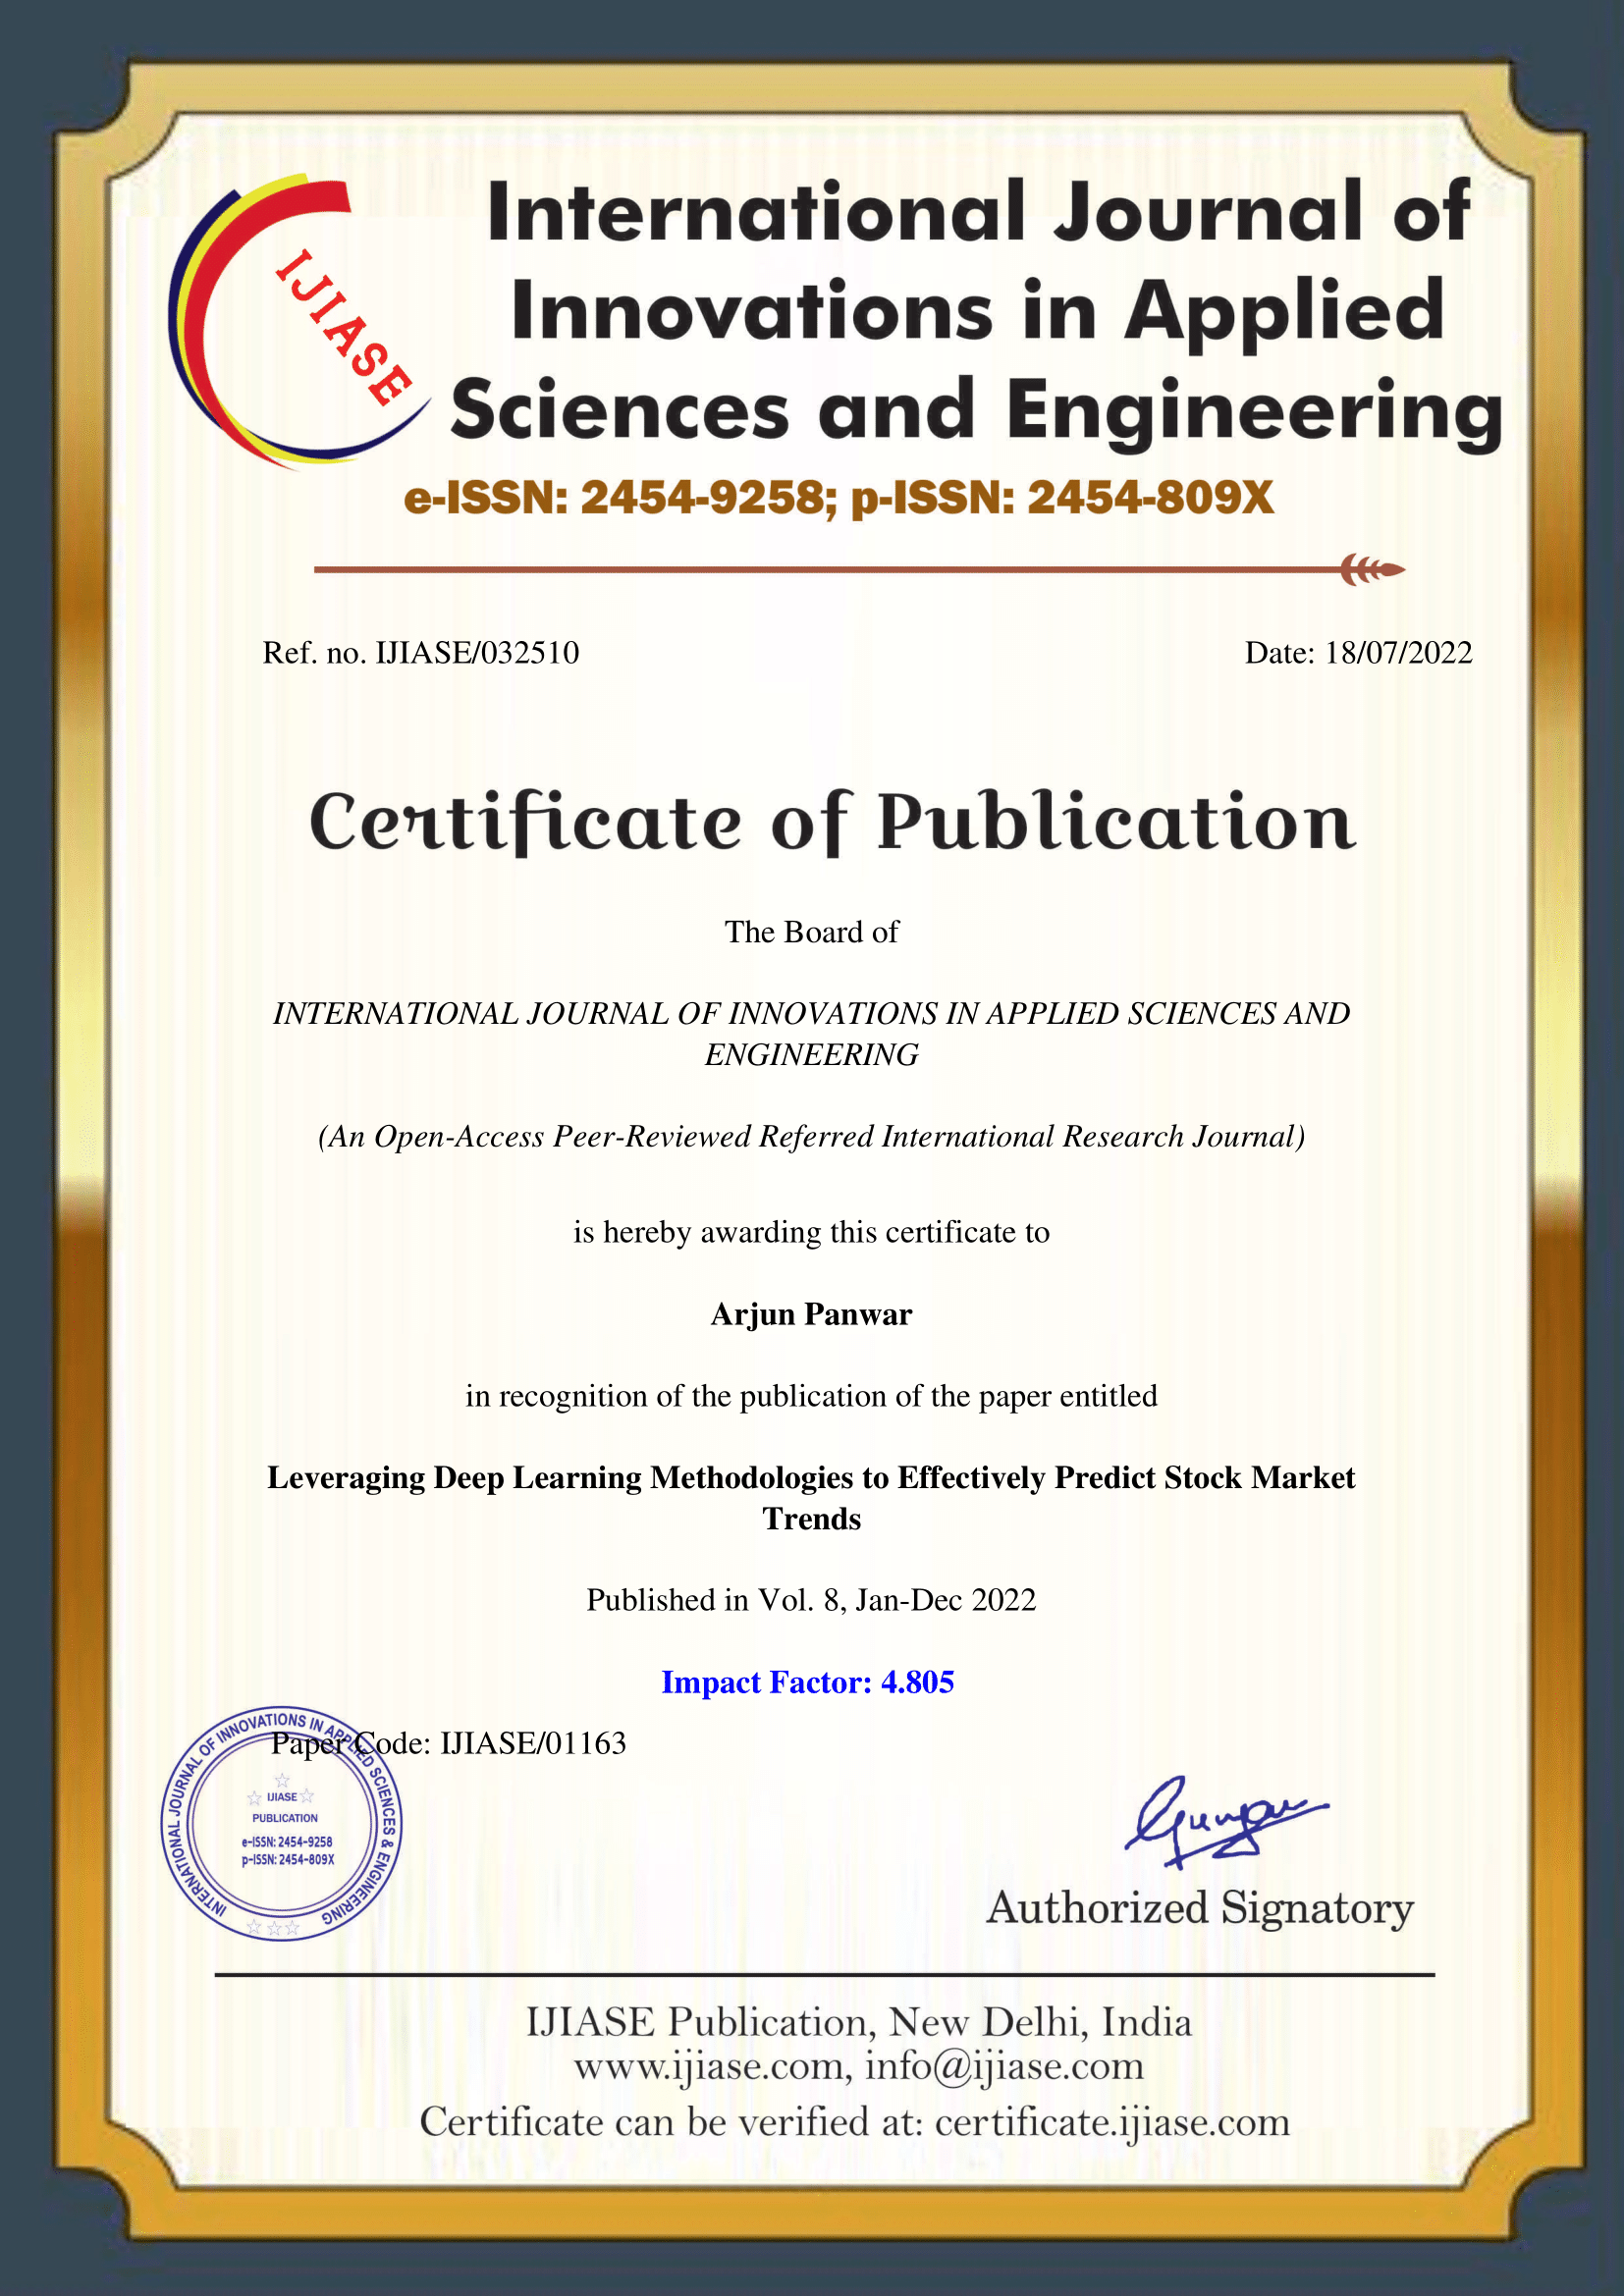 IJIASE
International Journal of
Innovations in Applied
Sciences and Engineering
e-ISSN: 2454-9258; p-ISSN: 2454-809X
Ref. no. IJIASE/032510
Date: 18/07/2022
Certificate of Publication
The Board of
INTERNATIONAL JOURNAL OF INNOVATIONS IN APPLIED SCIENCES AND
ENGINEERING
(An Open-Access Peer-Reviewed Referred International Research Journal)
is hereby awarding this certificate to
Arjun Panwar
in recognition of the publication of the paper entitled
Leveraging Deep Learning Methodologies to Effectively Predict Stock Market
Trends
Published in Vol. 8, Jan-Dec 2022
Impact Factor: 4.805
Paper Code: IJIASE/01163
INTERNATIONAL JOURNAL OF INNOVATIONS IN APPLIED SCIENCES & ENGINEERING
IJIASE
PUBLICATION
e-ISSN: 2454-9258
p-ISSN: 2454-809X
Authorized Signatory
IJIASE Publication, New Delhi, India
www.ijiase.com, info@ijiase.com
Certificate can be verified at: certificate.ijiase.com